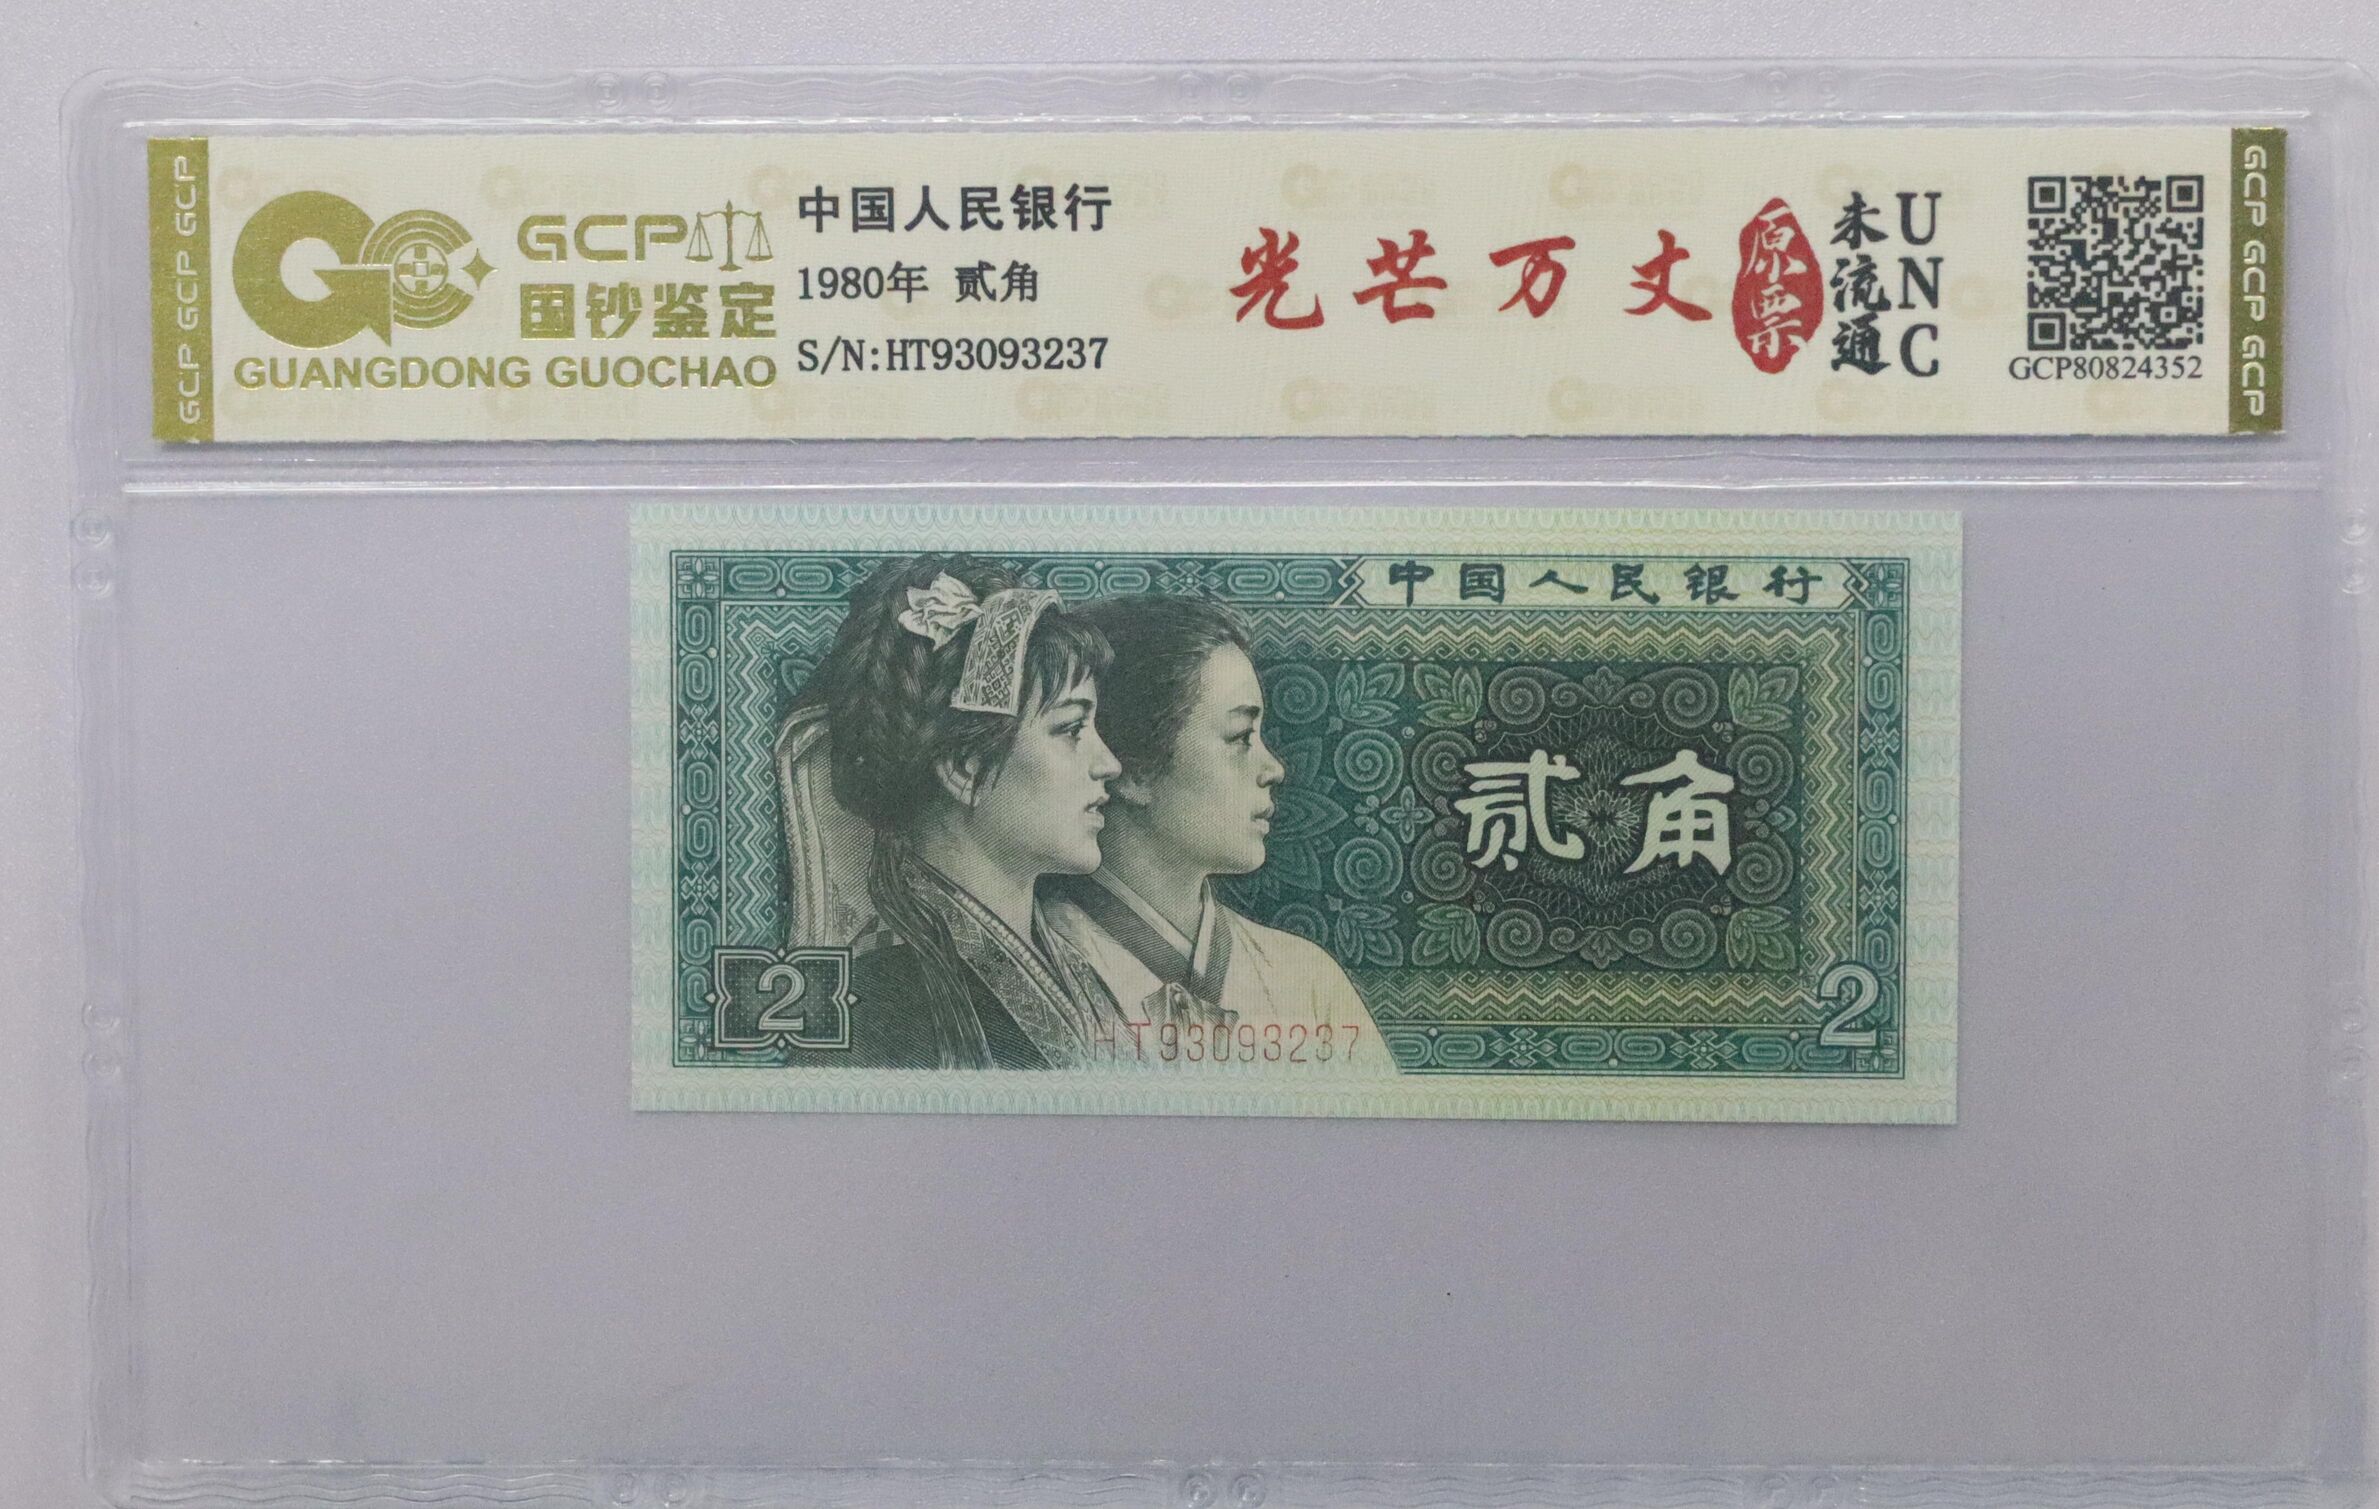 GCP GCP GCP
GCP
国钞鉴定
GUANGDONG GUOCHAO
中国人民银行
1980年 贰角
S/N:HT93093237
光芒万丈
原票
未流通
UNC
GCP80824352
GCP GCP GCP
中国人民银行
贰角
2
2
HT93093237